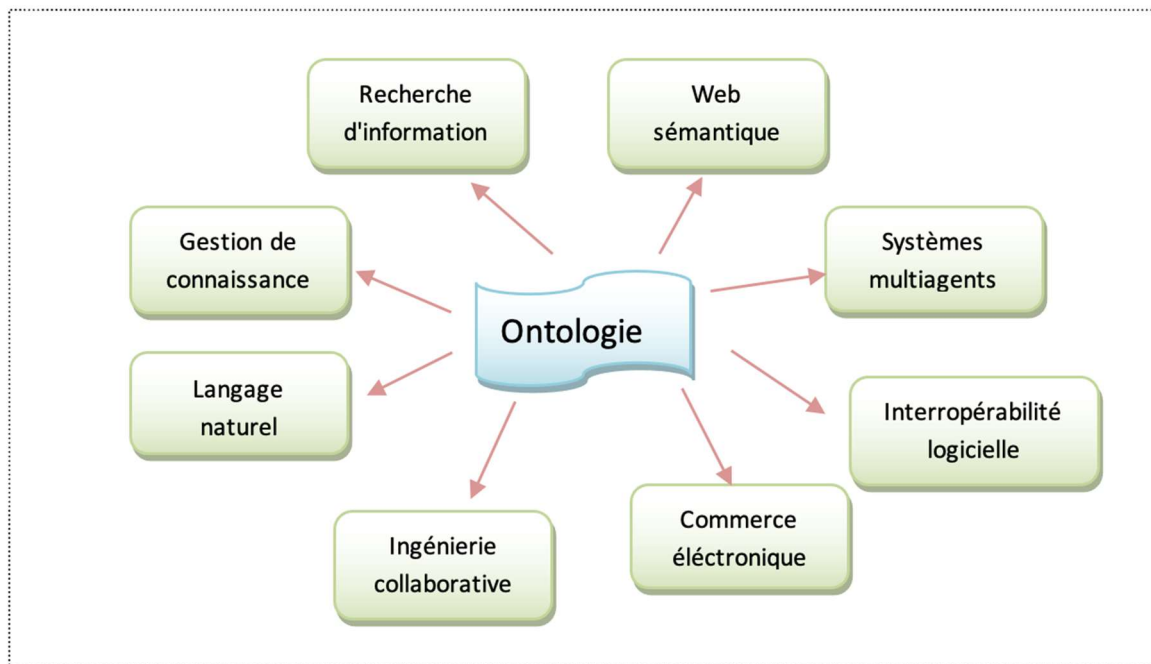 Recherche
d'information
Web
sémantique
Gestion de
connaissance
Systèmes
multiagents
Ontologie
Langage
naturel
Interropérabilité
logicielle
Ingénierie
collaborative
Commerce
éléctronique